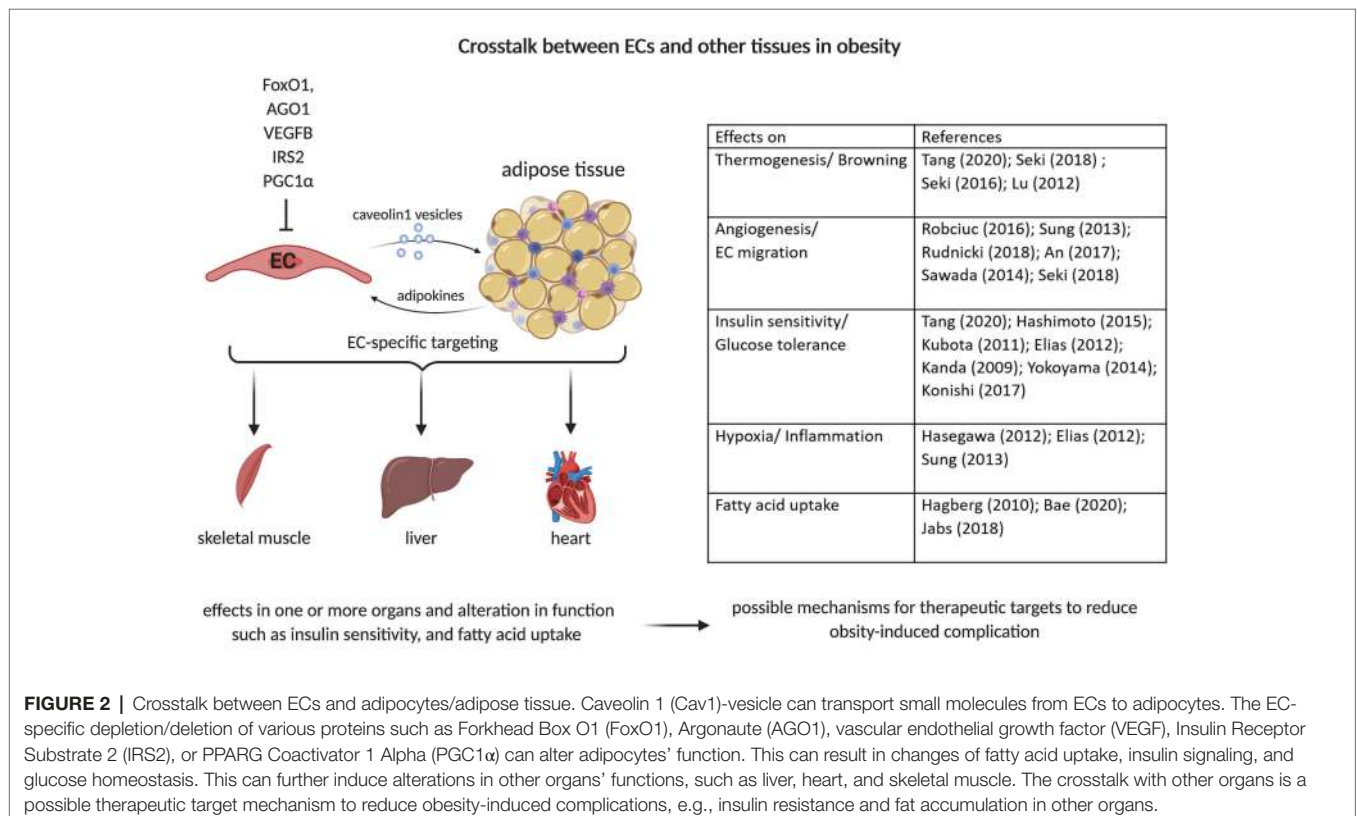 Crosstalk between ECs and other tissues in obesity
FoxO1,
AGO1
VEGFB
IRS2
PGC1α
adipose tissue
caveolin1 vesicles
EC
adipokines
EC-specific targeting
skeletal muscle
liver
heart
Effects on References
Thermogenesis/ Browning Tang (2020); Seki (2018) ;
Seki (2016); Lu (2012)
Angiogenesis/ Robciuc (2016); Sung (2013);
EC migration Rudnicki (2018); An (2017);
Sawada (2014); Seki (2018)
Insulin sensitivity/ Tang (2020); Hashimoto (2015);
Glucose tolerance Kubota (2011); Elias (2012);
Kanda (2009); Yokoyama (2014);
Konishi (2017)
Hypoxia/ Inflammation Hasegawa (2012); Elias (2012);
Sung (2013)
Fatty acid uptake Hagberg (2010); Bae (2020);
Jabs (2018)
effects in one or more organs and alteration in function
such as insulin sensitivity, and fatty acid uptake
possible mechanisms for therapeutic targets to reduce
obsity-induced complication
FIGURE 2 | Crosstalk between ECs and adipocytes/adipose tissue. Caveolin 1 (Cav1)-vesicle can transport small molecules from ECs to adipocytes. The EC-
specific depletion/deletion of various proteins such as Forkhead Box O1 (FoxO1), Argonaute (AGO1), vascular endothelial growth factor (VEGF), Insulin Receptor
Substrate 2 (IRS2), or PPARG Coactivator 1 Alpha (PGC1α) can alter adipocytes’ function. This can result in changes of fatty acid uptake, insulin signaling, and
glucose homeostasis. This can further induce alterations in other organs’ functions, such as liver, heart, and skeletal muscle. The crosstalk with other organs is a
possible therapeutic target mechanism to reduce obesity-induced complications, e.g., insulin resistance and fat accumulation in other organs.